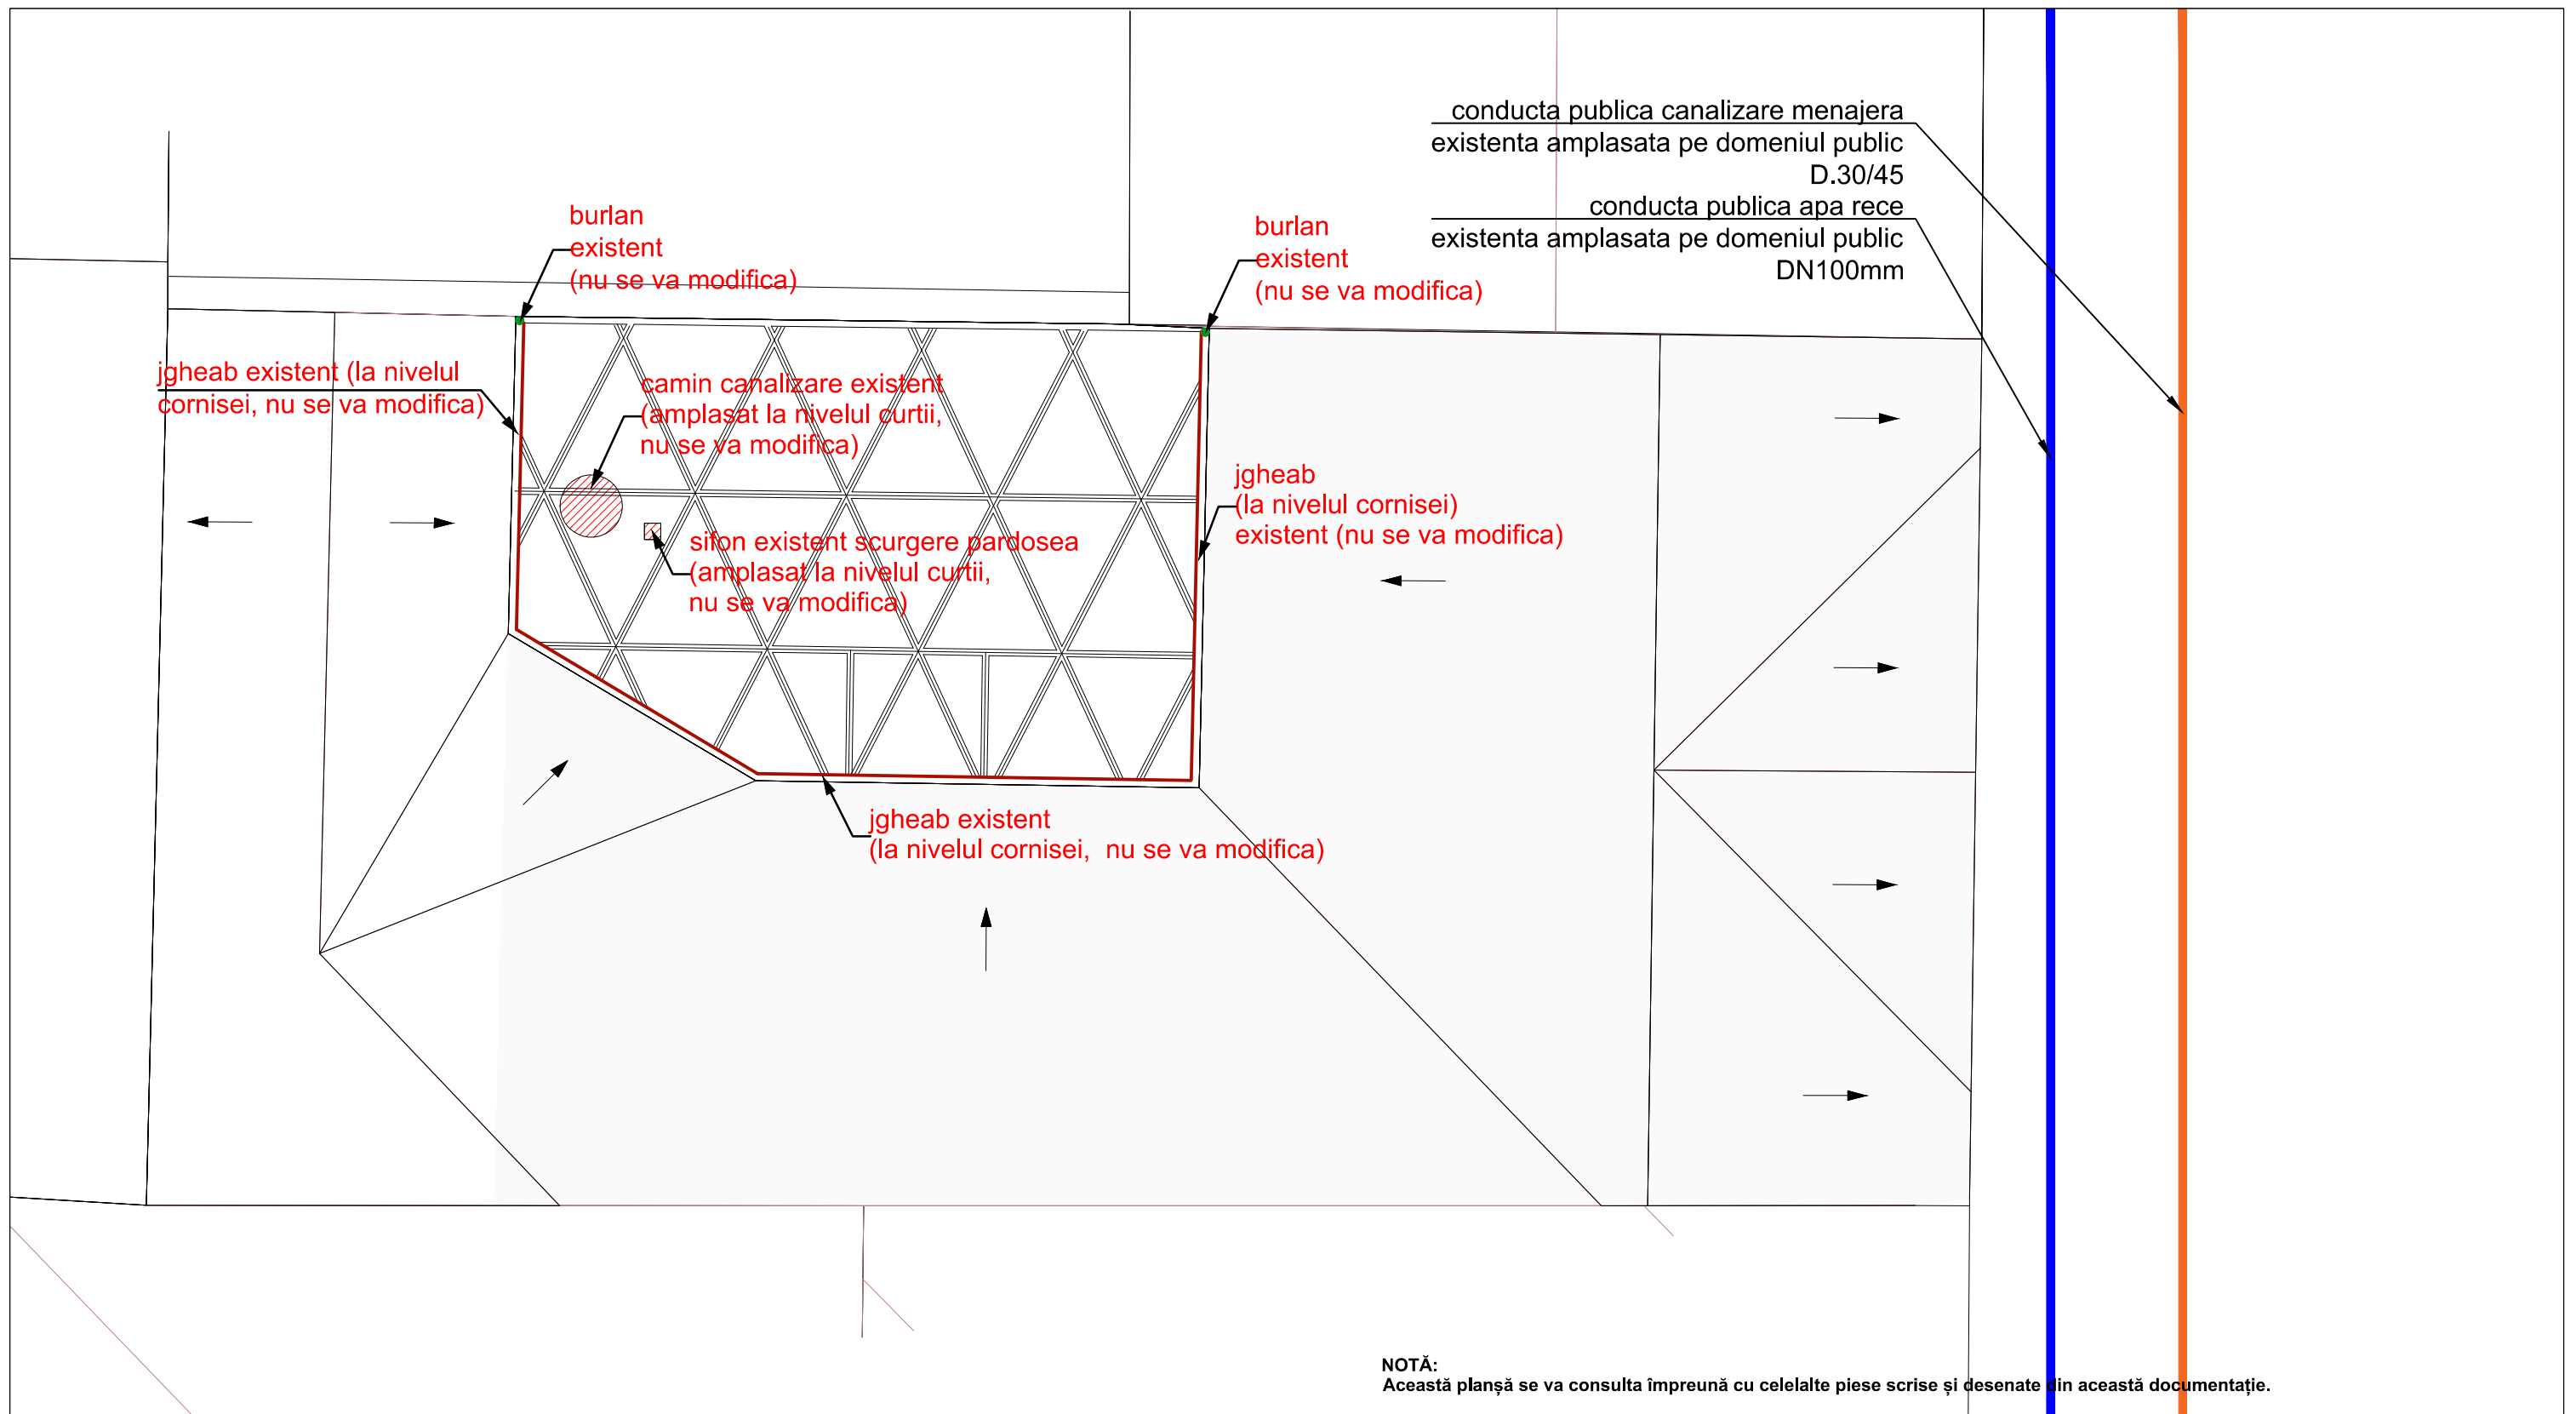 conducta publica canalizare menajera
existenta amplasata pe domeniul public
D.30/45
conducta publica apa rece
existenta amplasata pe domeniul public
DN100mm
burlan
existent
(nu se va modifica)
burlan
existent
(nu se va modifica)
jgheab existent (la nivelul
cornisei, nu se va modifica)
camin canalizare existent
(amplasat la nivelul curtii,
nu se va modifica)
jgheab
(la nivelul cornisei)
existent (nu se va modifica)
sifon existent scurgere pardosea
(amplasat la nivelul curtii,
nu se va modifica)
jgheab existent
(la nivelul cornisei, nu se va modifica)
NOTĂ:
Această planșă se va consulta împreună cu celelalte piese scrise și desenate din această documentație.